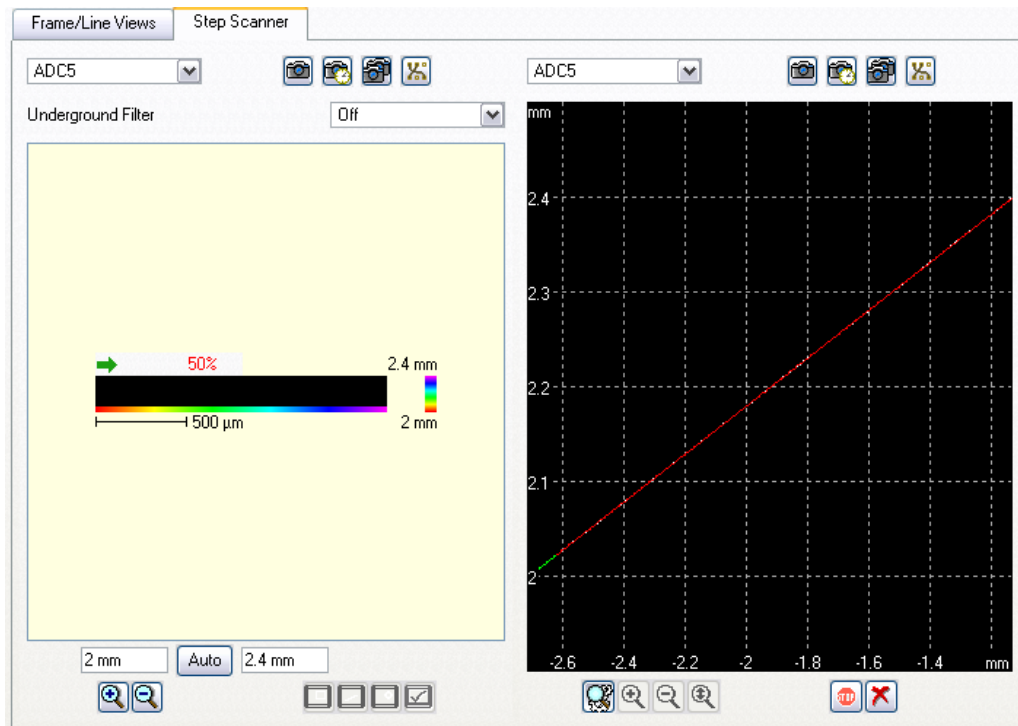 Frame/Line Views Step Scanner
ADC5
Underground Filter Off
50% 2.4 mm
500 µm 2 mm
2 mm Auto 2.4 mm
ADC5
mm
2.4
2.3
2.2
2.1
2
-2.6 -2.4 -2.2 -2 -1.8 -1.6 -1.4 mm
STOP